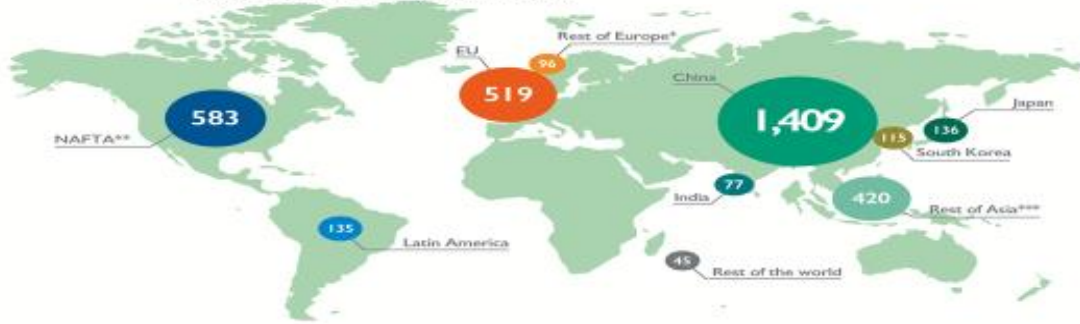 Rest of Europe*
EU
96
519
China
583
1,409
Japan
NAFTA**
115
136
South Korea
77
India
420
Rest of Asia***
135
Latin America
45
Rest of the world